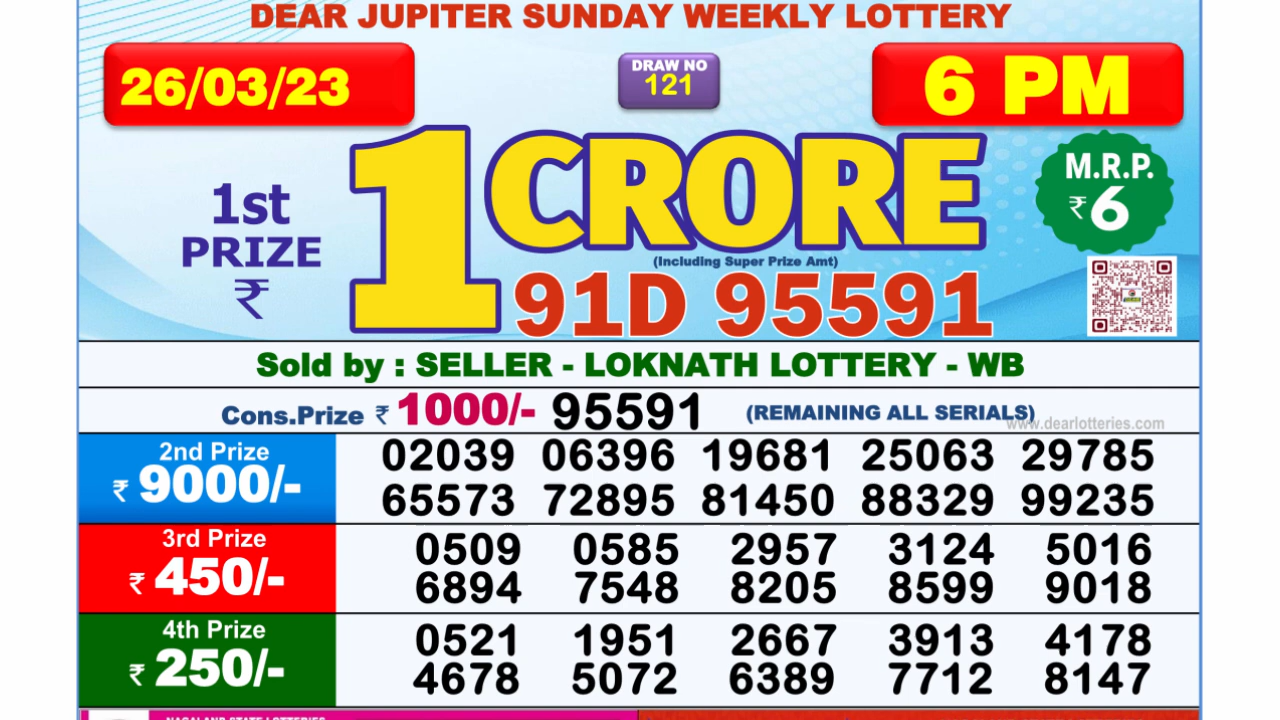 DEAR JUPITER SUNDAY WEEKLY LOTTERY
26/03/23
DRAW NO
121
6 PM
1st
PRIZE
₹
1 CRORE
(Including Super Prize Amt)
91D 95591
M.R.P.
₹6
Sold by : SELLER - LOKNATH LOTTERY - WB
Cons.Prize ₹ 1000/- 95591 (REMAINING ALL SERIALS)
www.dearlotteries.com
2nd Prize
₹ 9000/-
02039 06396 19681 25063 29785
65573 72895 81450 88329 99235
3rd Prize
₹ 450/-
0509 0585 2957 3124 5016
6894 7548 8205 8599 9018
4th Prize
₹ 250/-
0521 1951 2667 3913 4178
4678 5072 6389 7712 8147
NAGALAND STATE LOTTERIES